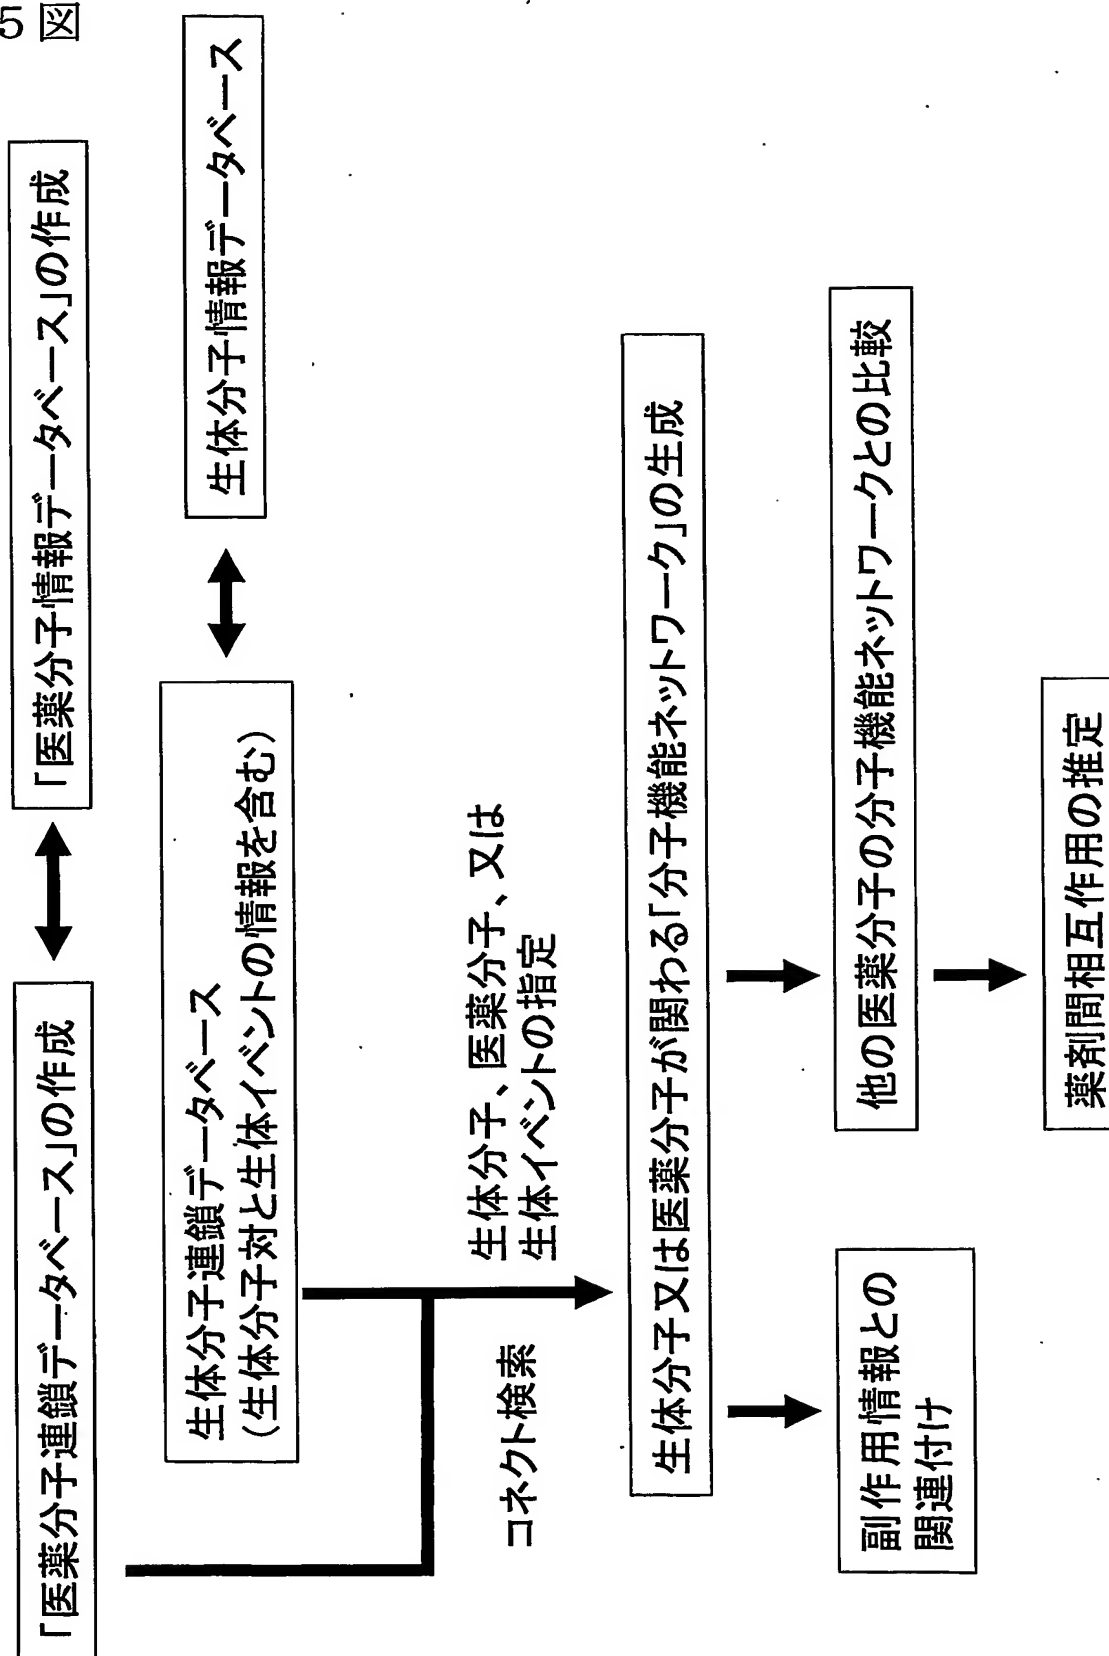 5図
「医薬分子連鎖データベース」の作成
「医薬分子情報データベース」の作成
生体分子連鎖データベース
(生体分子対と生体イベントの情報を含む)
生体分子情報データベース
コネクト検索
生体分子、医薬分子、又は
生体イベントの指定
生体分子又は医薬分子が関わる「分子機能ネットワーク」の生成
副作用情報との
関連付け
他の医薬分子の分子機能ネットワークとの比較
薬剤間相互作用の推定